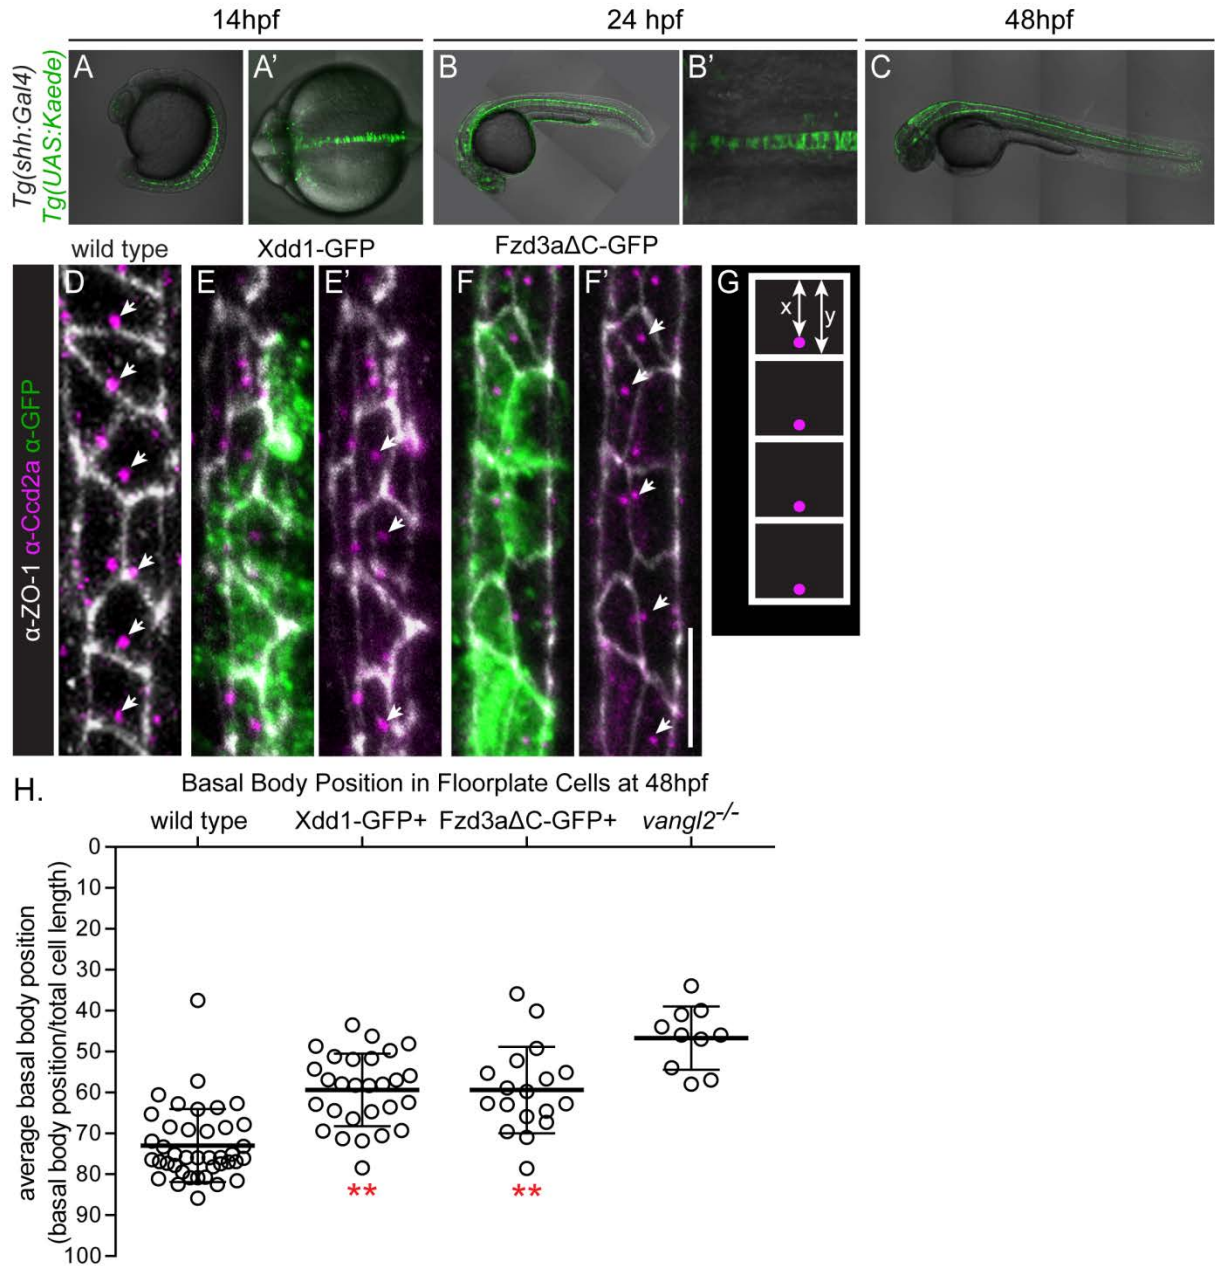 14hpf 24 hpf 48hpf
Tg(shh:Gal4)
Tg(UAS:Kaede)
A A' B B' C
wild type Xdd1-GFP Fzd3aΔC-GFP
D E E' F F' G
x y
α-ZO-1 α-Ccd2a α-GFP
Basal Body Position in Floorplate Cells at 48hpf
H.
wild type Xdd1-GFP+ Fzd3aΔC-GFP+ vangl2-/-
average basal body position
(basal body position/total cell length)
0
10
20
30
40
50
60
70
80
90
100
** **